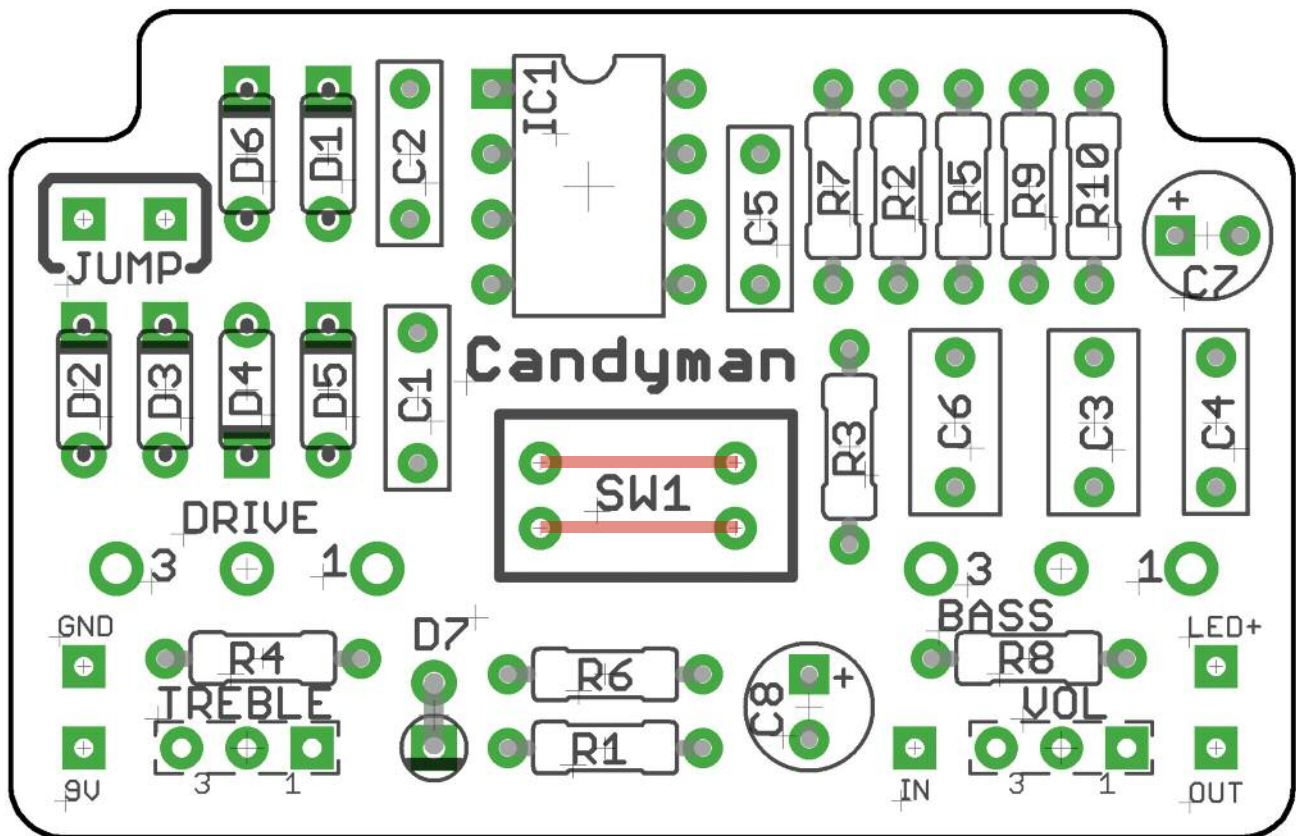 D6 D1 C2 IC1 C5 R7 R2 R5 R9 R10 + C7
JUMP
D2 D3 D4 D5 C1 Candyman R3 C6 C3 C4
SW1
DRIVE
3 1 3 1
GND D7 BASS LED+
R4 R6 R8
TREBLE C8 + VOL
R1
3 1 3 1
9V IN OUT